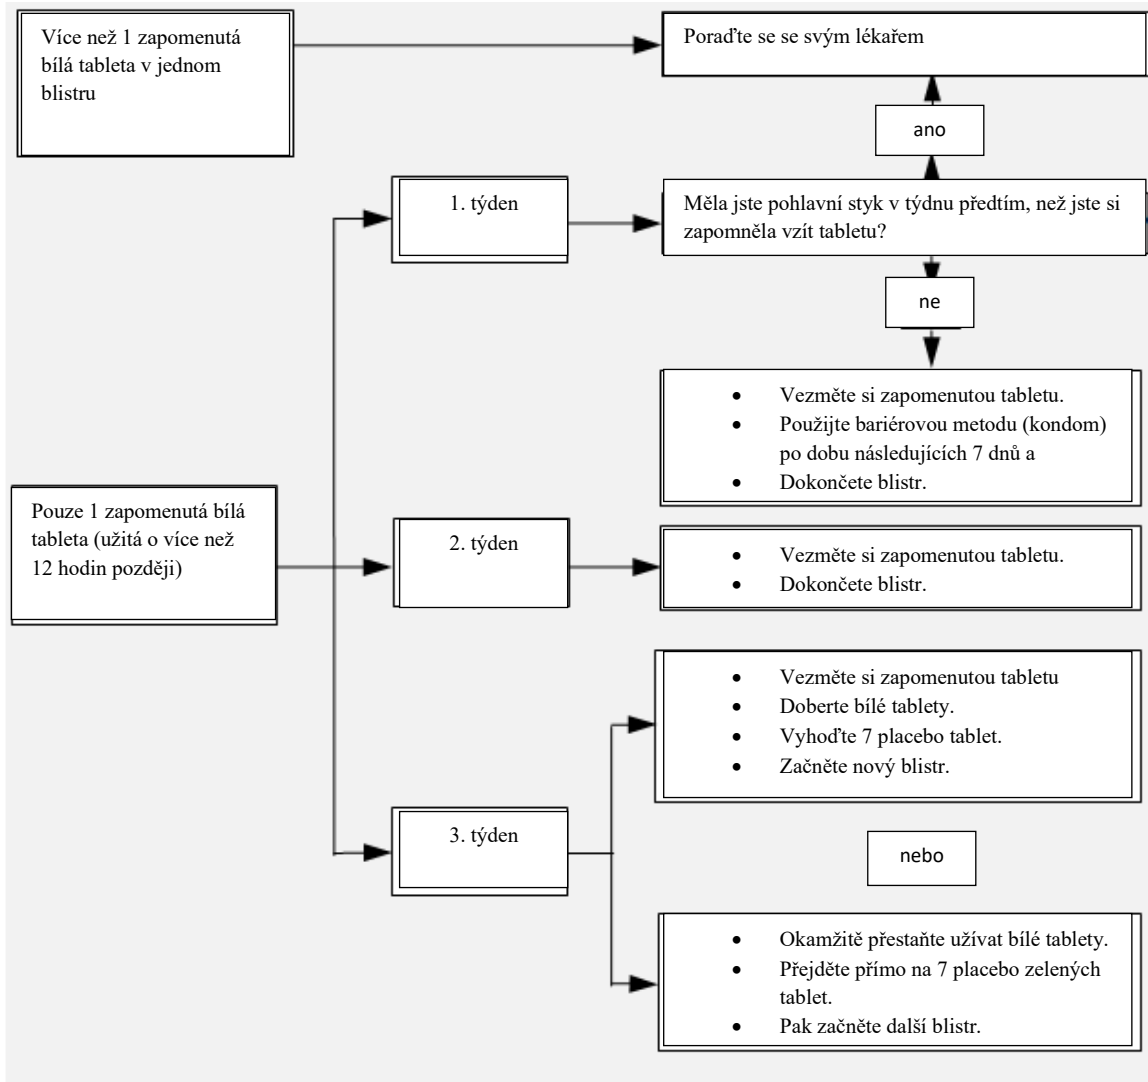 Více než 1 zapomenutá
bílá tableta v jednom
blistru
Poraďte se se svým lékařem
ano
1. týden
Měla jste pohlavní styk v týdnu předtím, než jste si
zapomněla vzít tabletu?
ne
• Vezměte si zapomenutou tabletu.
• Použijte bariérovou metodu (kondom)
po dobu následujících 7 dnů a
• Dokončete blistr.
Pouze 1 zapomenutá bílá
tableta (užitá o více než
12 hodin později)
2. týden
• Vezměte si zapomenutou tabletu.
• Dokončete blistr.
• Vezměte si zapomenutou tabletu
• Doberte bílé tablety.
• Vyhoďte 7 placebo tablet.
• Začněte nový blistr.
3. týden
nebo
• Okamžitě přestaňte užívat bílé tablety.
• Přejděte přímo na 7 placebo zelených
tablet.
• Pak začněte další blistr.